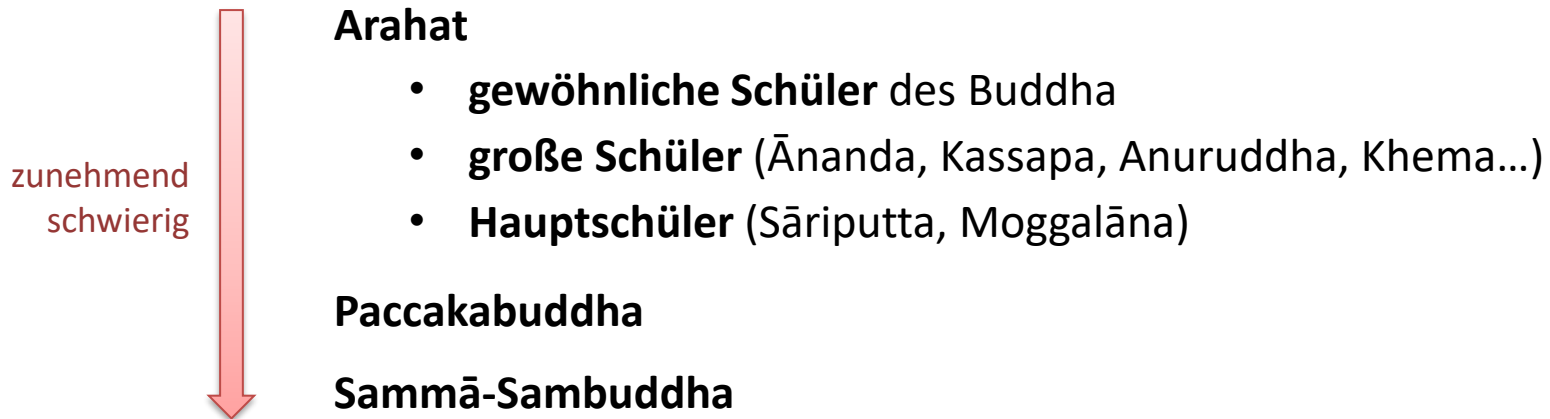 Arahat
• gewöhnliche Schüler des Buddha
• große Schüler (Ānanda, Kassapa, Anuruddha, Khema…)
• Hauptschüler (Sāriputta, Moggalāna)
zunehmend
schwierig
Paccakabuddha
Sammā-Sambuddha